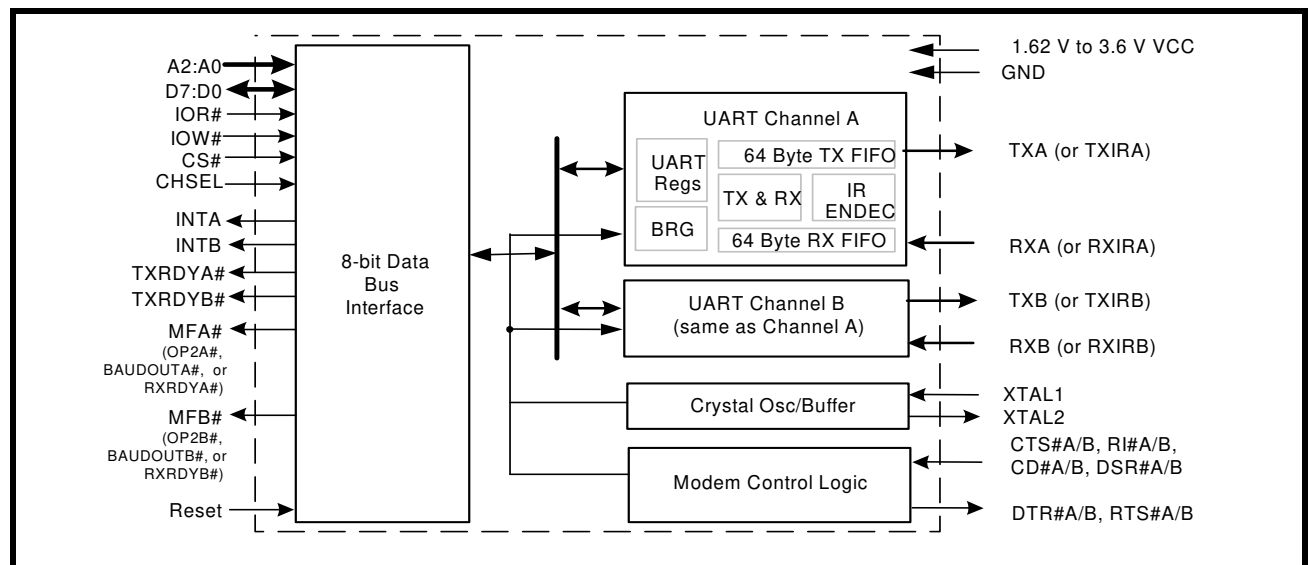 A2:A0
D7:D0
IOR#
IOW#
CS#
CHSEL
INTA
INTB
TXRDYA#
TXRDYB#
MFA#
(OP2A#,
BAUDOUTA#, or
RXRDYA#)
MFB#
(OP2B#,
BAUDOUTB#, or
RXRDYB#)
Reset
8-bit Data
Bus
Interface
UART Channel A
UART
Regs
BRG
64 Byte TX FIFO
TX & RX
IR
ENDEC
64 Byte RX FIFO
UART Channel B
(same as Channel A)
Crystal Osc/Buffer
Modem Control Logic
1.62 V to 3.6 V VCC
GND
TXA (or TXIRA)
RXA (or RXIRA)
TXB (or TXIRB)
RXB (or RXIRB)
XTAL1
XTAL2
CTS#A/B, RI#A/B,
CD#A/B, DSR#A/B
DTR#A/B, RTS#A/B